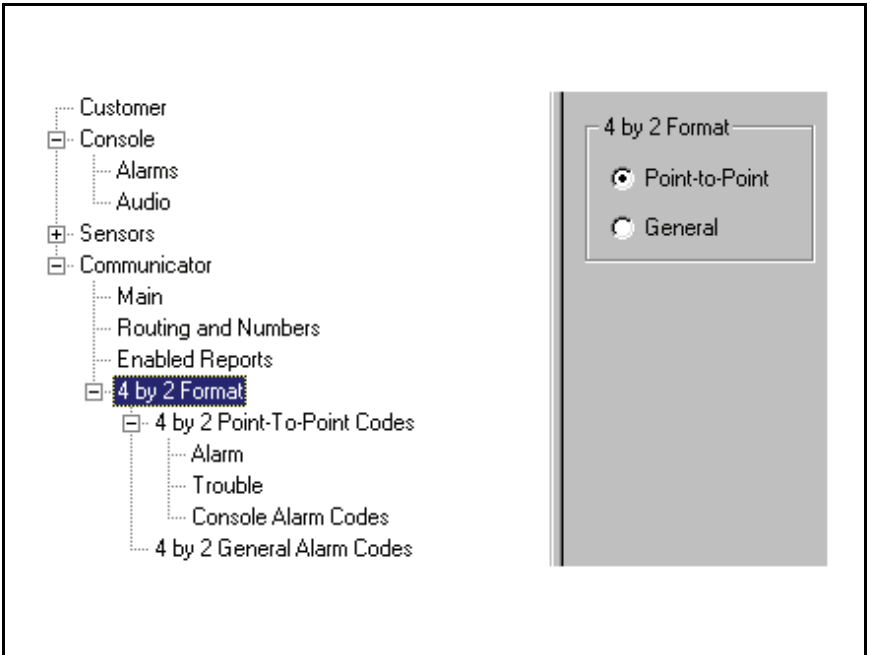 Customer
Console
Alarms
Audio
Sensors
Communicator
Main
Routing and Numbers
Enabled Reports
4 by 2 Format
4 by 2 Point-To-Point Codes
Alarm
Trouble
Console Alarm Codes
4 by 2 General Alarm Codes
4 by 2 Format
Point-to-Point
General